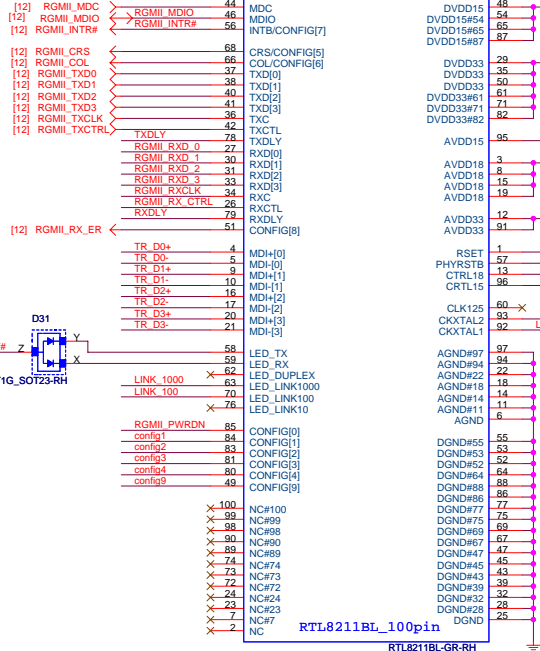 [12] RGMII_MDC 44 MDC DVDD15 48
[12] RGMII_MDIO RGMII_MDIO 46 MDIO DVDD15#54 54
[12] RGMII_INTR# RGMII_INTR# 56 INTB/CONFIG[7] DVDD15#65 65
DVDD15#87 87
[12] RGMII_CRS 68 CRS/CONFIG[5] DVDD33 29
[12] RGMII_COL 66 COL/CONFIG[6] DVDD33 35
[12] RGMII_TXD0 37 TXD[0] DVDD33 50
[12] RGMII_TXD1 38 TXD[1] DVDD33#61 61
[12] RGMII_TXD2 40 TXD[2] DVDD33#71 71
[12] RGMII_TXD3 41 TXD[3] DVDD33#82 82
[12] RGMII_TXCLK 36 TXC
[12] RGMII_TXCTRL 42 TXCTL
TXDLY 78 TXDLY AVDD15 95
RGMII_RXD_0 27 RXD[0]
RGMII_RXD_1 30 RXD[1] AVDD18 3
RGMII_RXD_2 31 RXD[2] AVDD18 8
RGMII_RXD_3 33 RXD[3] AVDD18 15
RGMII_RXCLK 34 RXC AVDD18 19
RGMII_RX_CTRL 26 RXCTL
RXDLY 79 RXDLY AVDD33 12
[12] RGMII_RX_ER 51 CONFIG[8] AVDD33 91
TR_D0+ 4 MDI+[0] RSET 1
TR_D0- 5 MDI-[0] PHYRSTB 57
TR_D1+ 9 MDI+[1] CTRL18 13
TR_D1- 10 MDI-[1] CRTL15 96
TR_D2+ 16 MDI+[2]
TR_D2- 17 MDI-[2] CLK125 60
TR_D3+ 20 MDI+[3] CKXTAL2 93
TR_D3- 21 MDI-[3] CKXTAL1 92
D31
Z Y X
1G_SOT23-RH
58 LED_TX AGND#97 97
59 LED_RX AGND#94 94
62 LED_DUPLEX AGND#22 22
LINK_1000 63 LED_LINK1000 AGND#18 18
LINK_100 70 LED_LINK100 AGND#14 14
76 LED_LINK10 AGND#11 11
AGND 6
RGMII_PWRDN 85 CONFIG[0]
config1 84 CONFIG[1] DGND#55 55
config2 83 CONFIG[2] DGND#53 53
config3 81 CONFIG[3] DGND#52 52
config4 80 CONFIG[4] DGND#64 64
config9 49 CONFIG[9] DGND#88 88
DGND#86 86
100 NC#100 DGND#77 77
99 NC#99 DGND#75 75
98 NC#98 DGND#69 69
90 NC#90 DGND#67 67
89 NC#89 DGND#47 47
74 NC#74 DGND#45 45
73 NC#73 DGND#43 43
72 NC#72 DGND#39 39
24 NC#24 DGND#32 32
23 NC#23 DGND#28 28
7 NC#7 DGND 25
2 NC
RTL8211BL_100pin
RTL8211BL-GR-RH